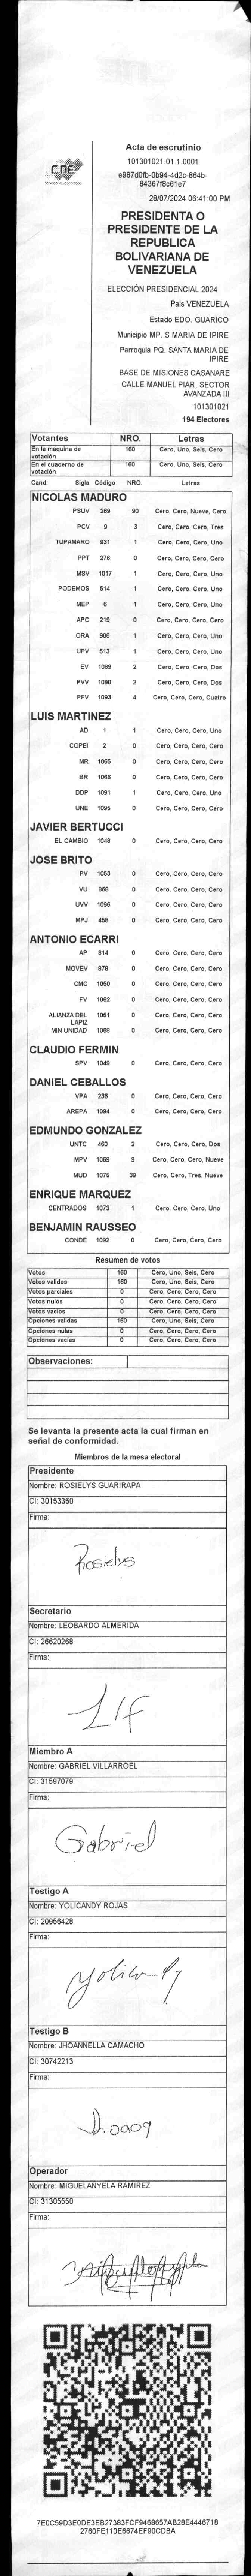 CNE
Acta de escrutinio
101301021.01.1.0001
28/07/2024 06:41:00 PM
PRESIDENTA O
PRESIDENTE DE LA
REPUBLICA
BOLIVARIANA DE
VENEZUELA
ELECCIÓN PRESIDENCIAL 2024
Pais VENEZUELA
Estado EDO. GUARICO
Municipio MP. S MARIA DE IPIRE
Parroquia PQ. SANTA MARIA DE
IPIRE
BASE DE MISIONES CASANARE
CALLE MANUEL PIAR, SECTOR
AVANZADA III
101301021
194 Electores
Votantes NRO. Letras
En la máquina de votación 160 Cero, Uno, Seis, Cero
En el cuaderno de votación 160 Cero, Uno, Seis, Cero
Cand. Sigla Código NRO. Letras
NICOLAS MADURO
PSUV 269 90 Cero, Cero, Nueve, Cero
PCV 9 3 Cero, Cero, Cero, Tres
TUPAMARO 931 1 Cero, Cero, Cero, Uno
PPT 276 0 Cero, Cero, Cero, Cero
MSV 1017 1 Cero, Cero, Cero, Uno
PODEMOS 514 1 Cero, Cero, Cero, Uno
MEP 6 1 Cero, Cero, Cero, Uno
APC 219 0 Cero, Cero, Cero, Cero
ORA 906 1 Cero, Cero, Cero, Uno
UPV 513 1 Cero, Cero, Cero, Uno
EV 1089 2 Cero, Cero, Cero, Dos
PVV 1090 2 Cero, Cero, Cero, Dos
PFV 1093 4 Cero, Cero, Cero, Cuatro
LUIS MARTINEZ
AD 1 1 Cero, Cero, Cero, Uno
COPEI 2 0 Cero, Cero, Cero, Cero
MR 1065 0 Cero, Cero, Cero, Cero
BR 1066 0 Cero, Cero, Cero, Cero
DDP 1091 1 Cero, Cero, Cero, Uno
UNE 1095 0 Cero, Cero, Cero, Cero
JAVIER BERTUCCI
EL CAMBIO 1048 0 Cero, Cero, Cero, Cero
JOSE BRITO
PV 1053 0 Cero, Cero, Cero, Cero
VU 868 0 Cero, Cero, Cero, Cero
UVV 1096 0 Cero, Cero, Cero, Cero
MPJ 458 0 Cero, Cero, Cero, Cero
ANTONIO ECARRI
AP 814 0 Cero, Cero, Cero, Cero
MOVEV 878 0 Cero, Cero, Cero, Cero
CMC 1050 0 Cero, Cero, Cero, Cero
FV 1062 0 Cero, Cero, Cero, Cero
ALIANZA DEL LAPIZ 1051 0 Cero, Cero, Cero, Cero
MIN UNIDAD 1068 0 Cero, Cero, Cero, Cero
CLAUDIO FERMIN
SPV 1049 0 Cero, Cero, Cero, Cero
DANIEL CEBALLOS
VPA 236 0 Cero, Cero, Cero, Cero
AREPA 1094 0 Cero, Cero, Cero, Cero
EDMUNDO GONZALEZ
UNTC 460 2 Cero, Cero, Cero, Dos
MPV 1069 9 Cero, Cero, Cero, Nueve
MUD 1075 39 Cero, Cero, Tres, Nueve
ENRIQUE MARQUEZ
CENTRADOS 1073 1 Cero, Cero, Cero, Uno
BENJAMIN RAUSSEO
CONDE 1092 0 Cero, Cero, Cero, Cero
Resumen de votos
Votos 160 Cero, Uno, Seis, Cero
Votos validos 160 Cero, Uno, Seis, Cero
Votos parciales 0 Cero, Cero, Cero, Cero
Votos nulos 0 Cero, Cero, Cero, Cero
Votos vacios 0 Cero, Cero, Cero, Cero
Opciones validas 160 Cero, Uno, Seis, Cero
Opciones nulas 0 Cero, Cero, Cero, Cero
Opciones vacias 0 Cero, Cero, Cero, Cero
Observaciones:
Se levanta la presente acta la cual firman en
señal de conformidad.
Miembros de la mesa electoral
Presidente
Nombre: ROSIELYS GUARIRAPA
CI: 30153360
Firma:
Rosielys
Secretario
Nombre: LEOBARDO ALMERIDA
CI: 26620268
Firma:
Miembro A
Nombre: GABRIEL VILLARROEL
CI: 31597079
Firma:
Gabriel
Testigo A
Nombre: YOLICANDY ROJAS
CI: 20956428
Firma:
Testigo B
Nombre: JHOANNELLA CAMACHO
CI: 30742213
Firma:
Operador
Nombre: MIGUELANYELA RAMIREZ
CI: 31305550
Firma:
7E0C59D3E0DE3EB27383FCF9468657AB28E4446718
2760FE110E6674EF90CDBA